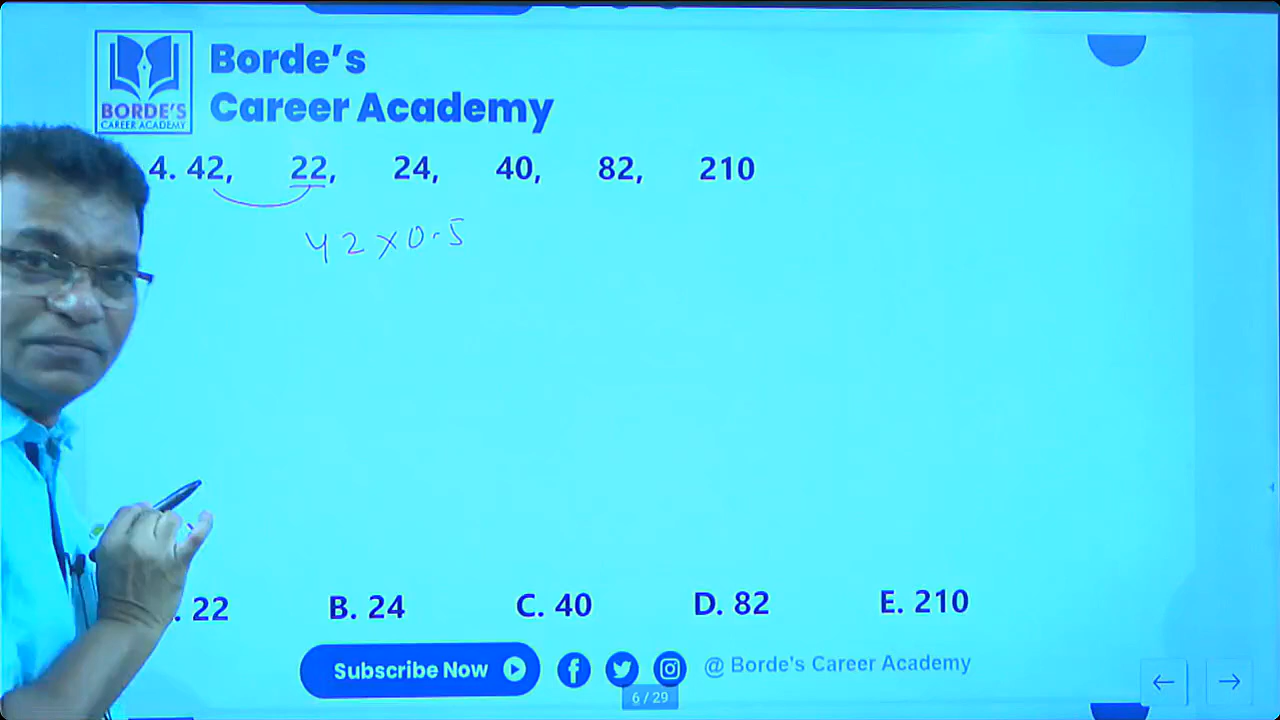 Borde's
Career Academy
BORDE'S
CAREER ACADEMY
4. 42, 22, 24, 40, 82, 210
42 x 0.5
. 22 B. 24 C. 40 D. 82 E. 210
Subscribe Now @ Borde's Career Academy
6 / 29